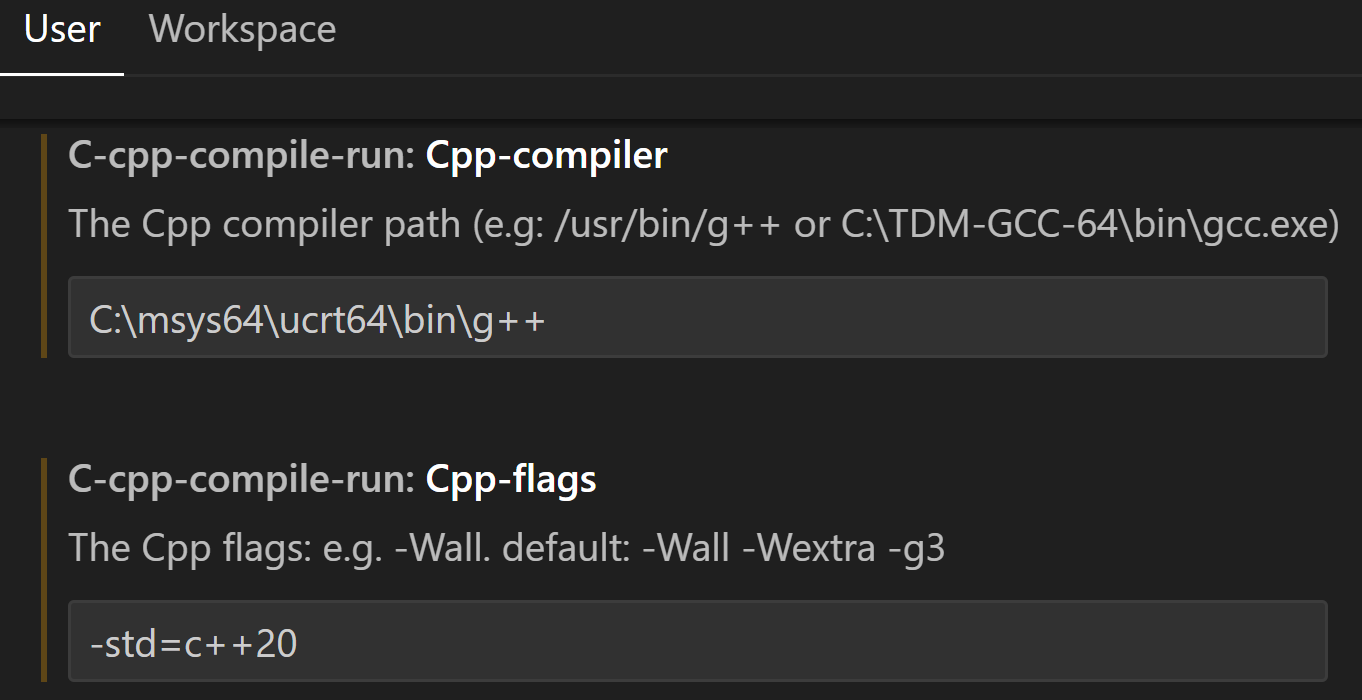 User Workspace
C-cpp-compile-run: Cpp-compiler
The Cpp compiler path (e.g: /usr/bin/g++ or C:\TDM-GCC-64\bin\gcc.exe)
C:\msys64\ucrt64\bin\g++
C-cpp-compile-run: Cpp-flags
The Cpp flags: e.g. -Wall. default: -Wall -Wextra -g3
-std=c++20